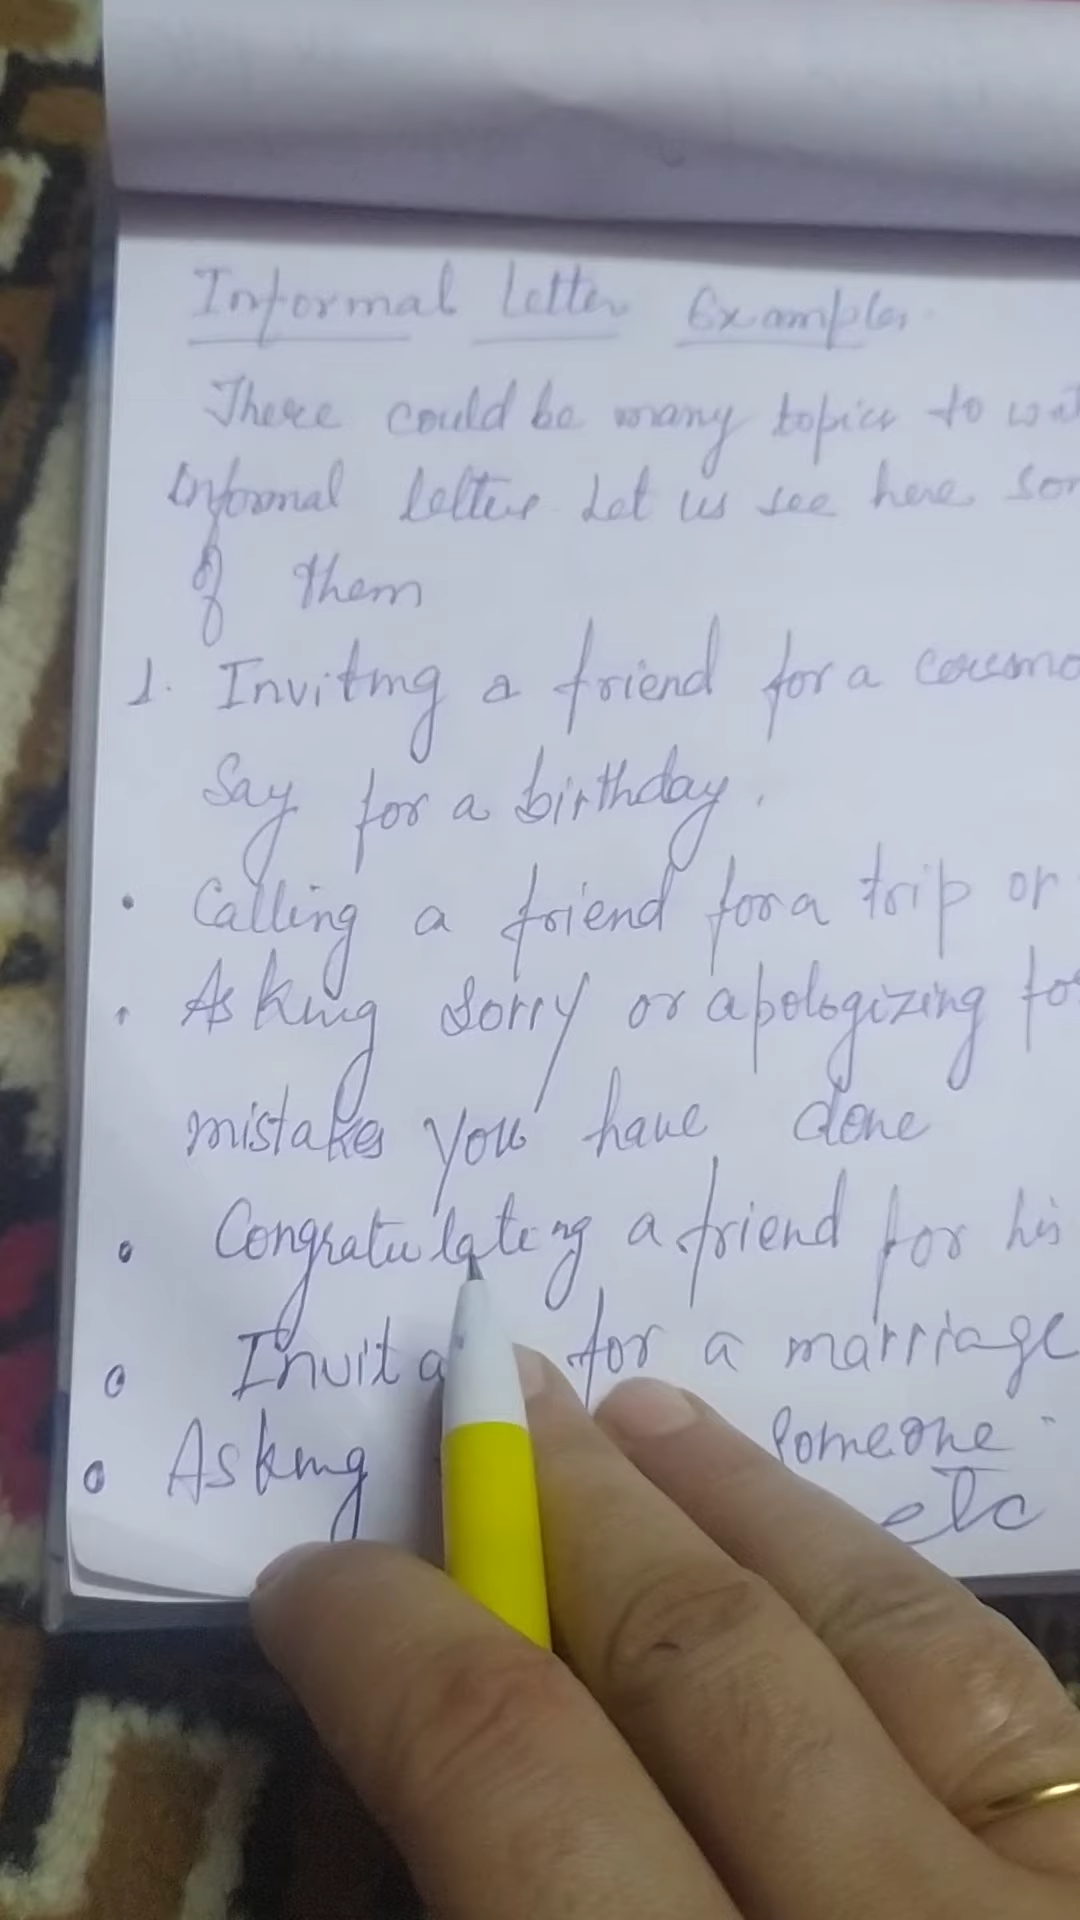 Informal Letter Examples
There could be many topics to
Informal letters Let us see here
of them
1. Inviting a friend for a
Say for a birthday.
• Calling a friend for a trip or
• Asking Sorry or apologizing for
mistakes you have done
• Congratulating a friend for his
• for a marriage
• Asking someone
etc